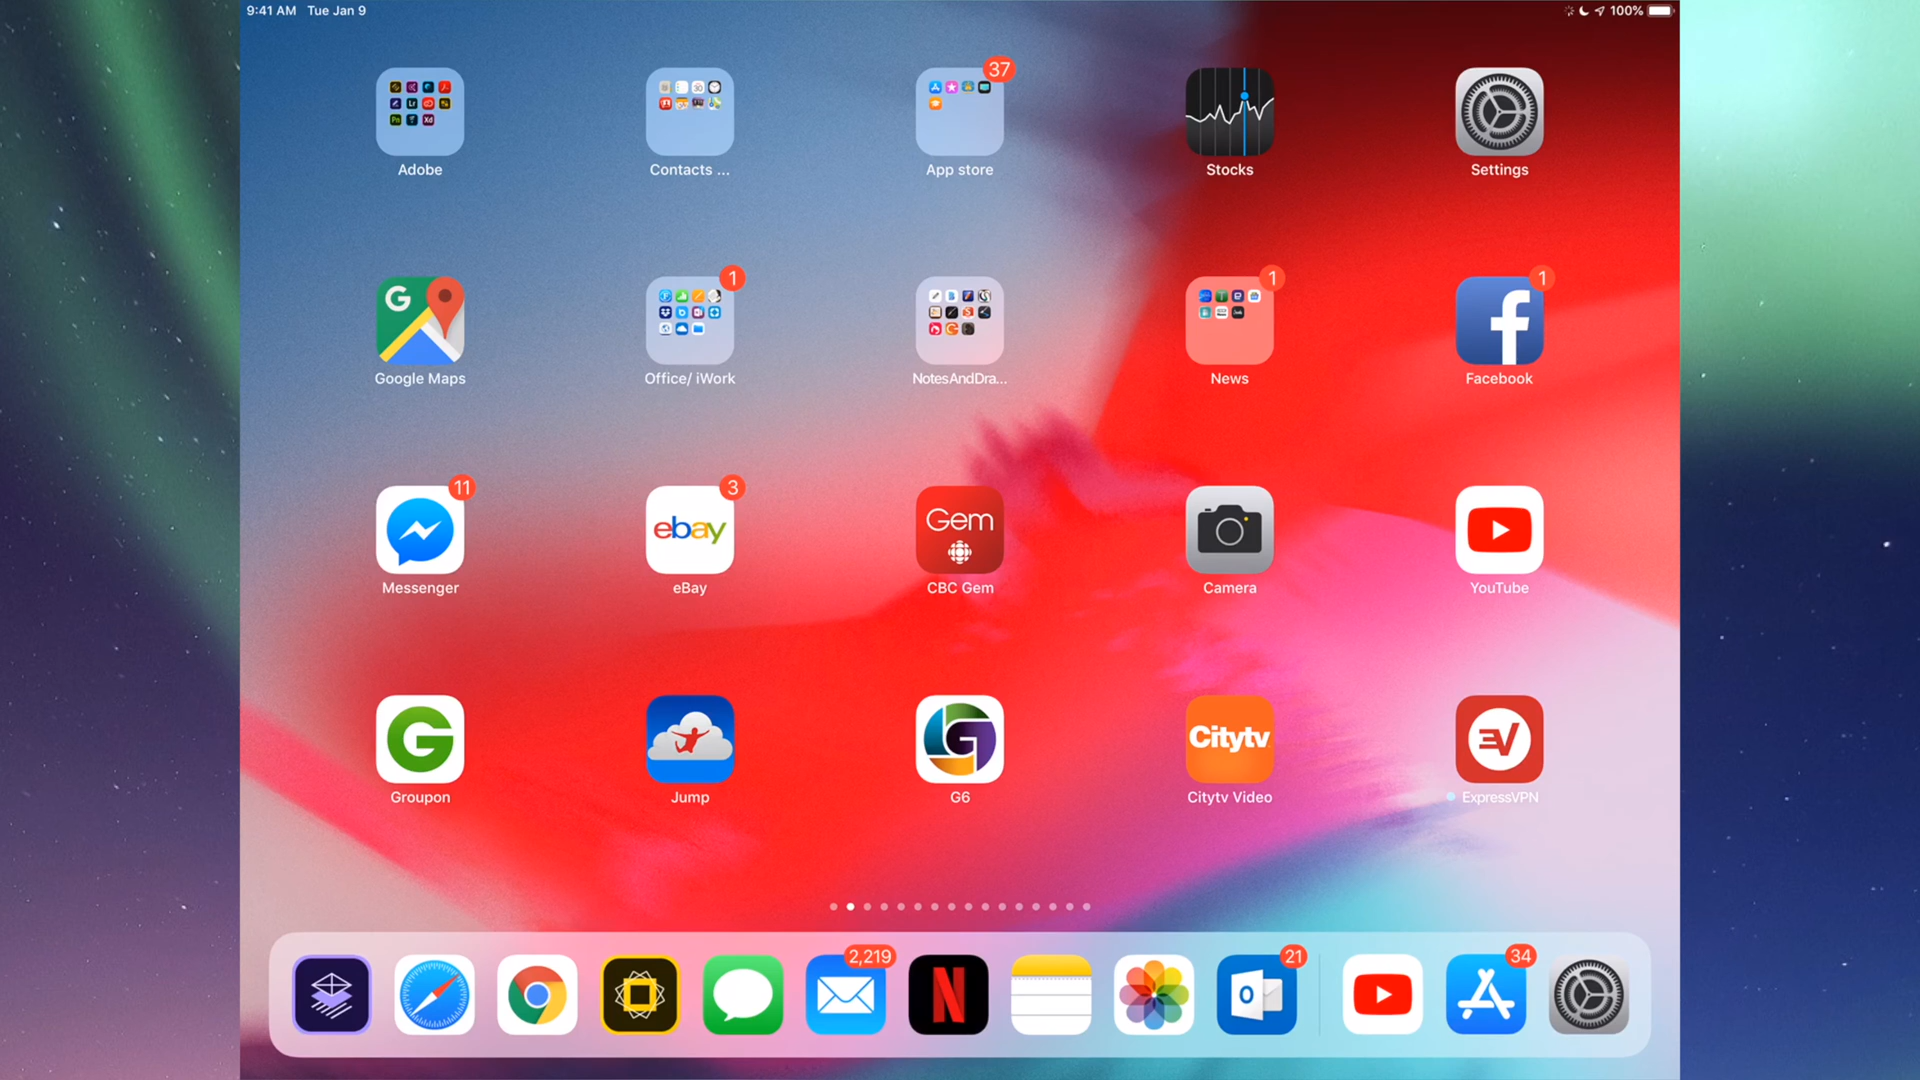 9:41 AM Tue Jan 9
100%
37
Adobe
Contacts ...
App store
Stocks
Settings
G
1
1
1
f
Google Maps
Office/ iWork
NotesAndDra...
News
Facebook
11
3
ebay
Gem
Messenger
eBay
CBC Gem
Camera
YouTube
G
G
Citytv
EV
Groupon
Jump
G6
Citytv Video
ExpressVPN
2,219
21
34
N
O